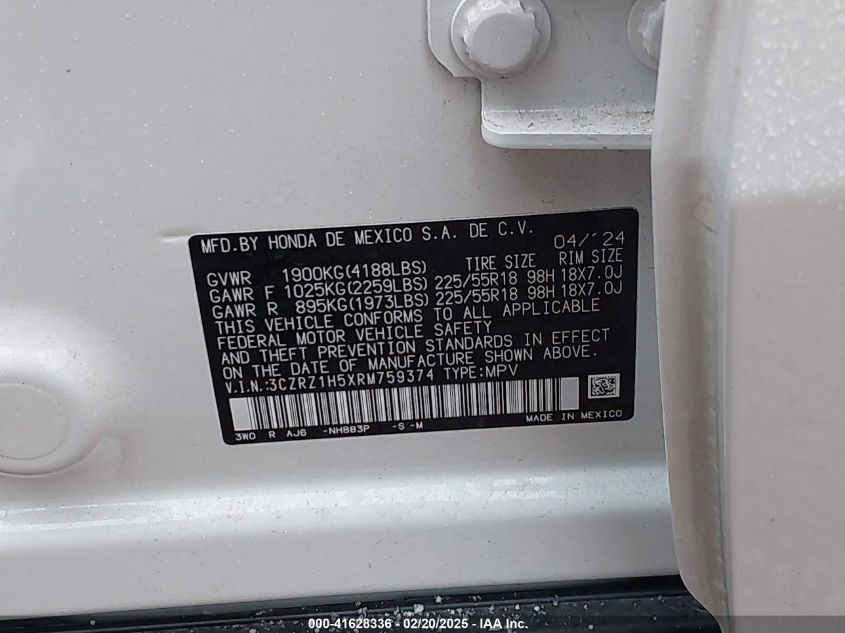 MFD.BY HONDA DE MEXICO S.A. DE C.V. 04/'24
TIRE SIZE RIM SIZE
GVWR 1900KG(4188LBS)
GAWR F 1025KG(2259LBS) 225/55R18 98H 18X7.0J
GAWR R 895KG(1973LBS) 225/55R18 98H 18X7.0J
THIS VEHICLE CONFORMS TO ALL APPLICABLE
FEDERAL MOTOR VEHICLE SAFETY
AND THEFT PREVENTION STANDARDS IN EFFECT
ON THE DATE OF MANUFACTURE SHOWN ABOVE.
V.I.N.:3CZRZ1H5XRM759374 TYPE:MPV
3W0 R AJ6 -NH883P -S -M MADE IN MEXICO
000-41628336 - 02/20/2025 - IAA Inc.